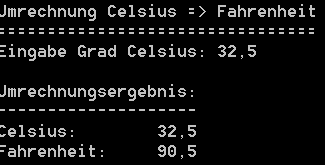 Umrechnung Celsius => Fahrenheit
--------------------------------
Eingabe Grad Celsius: 32,5
Umrechnungsergebnis:
--------------------
Celsius:        32,5
Fahrenheit:     90,5